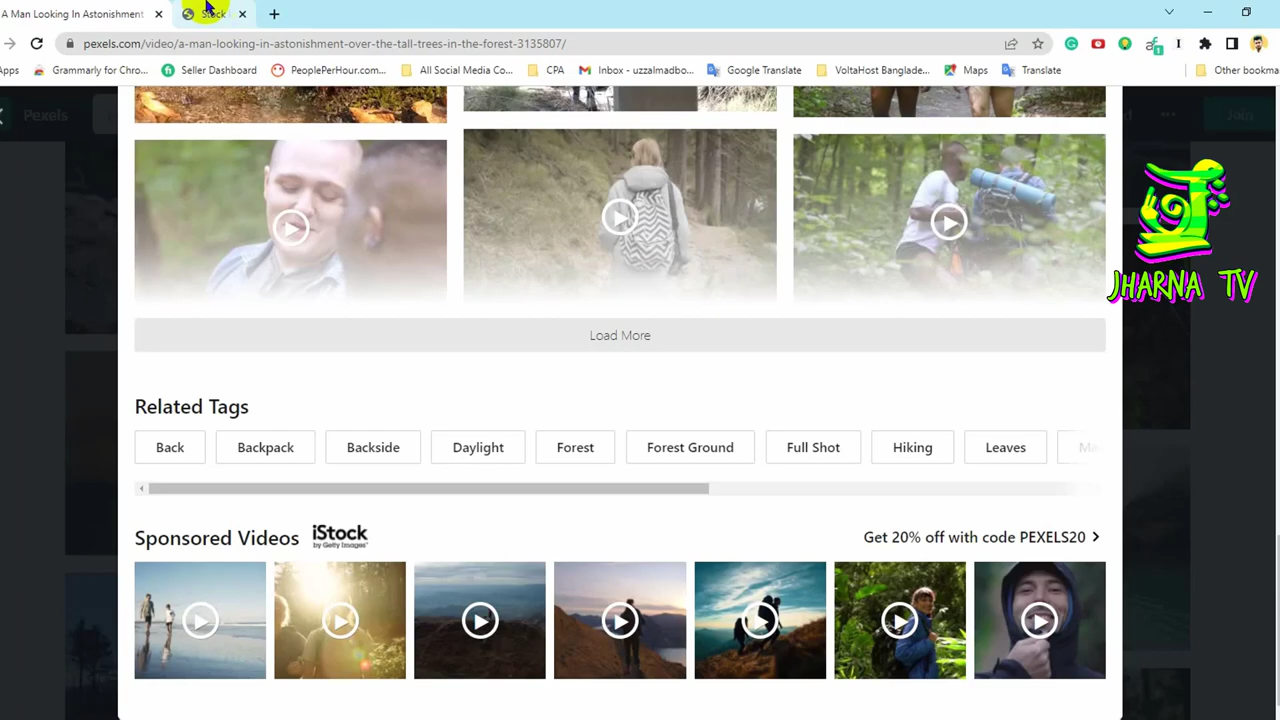 A Man Looking In Astonishment
Stock
pexels.com/video/a-man-looking-in-astonishment-over-the-tall-trees-in-the-forest-3135807/
Apps
Grammarly for Chro...
Seller Dashboard
PeoplePerHour.com...
All Social Media Co...
CPA
Inbox - uzzalmadbo...
Google Translate
VoltaHost Banglade...
Maps
Translate
Other bookma
Pexels
Join
JHARNA TV
Load More
Related Tags
Back
Backpack
Backside
Daylight
Forest
Forest Ground
Full Shot
Hiking
Leaves
Sponsored Videos
iStock
by Getty Images
Get 20% off with code PEXELS20